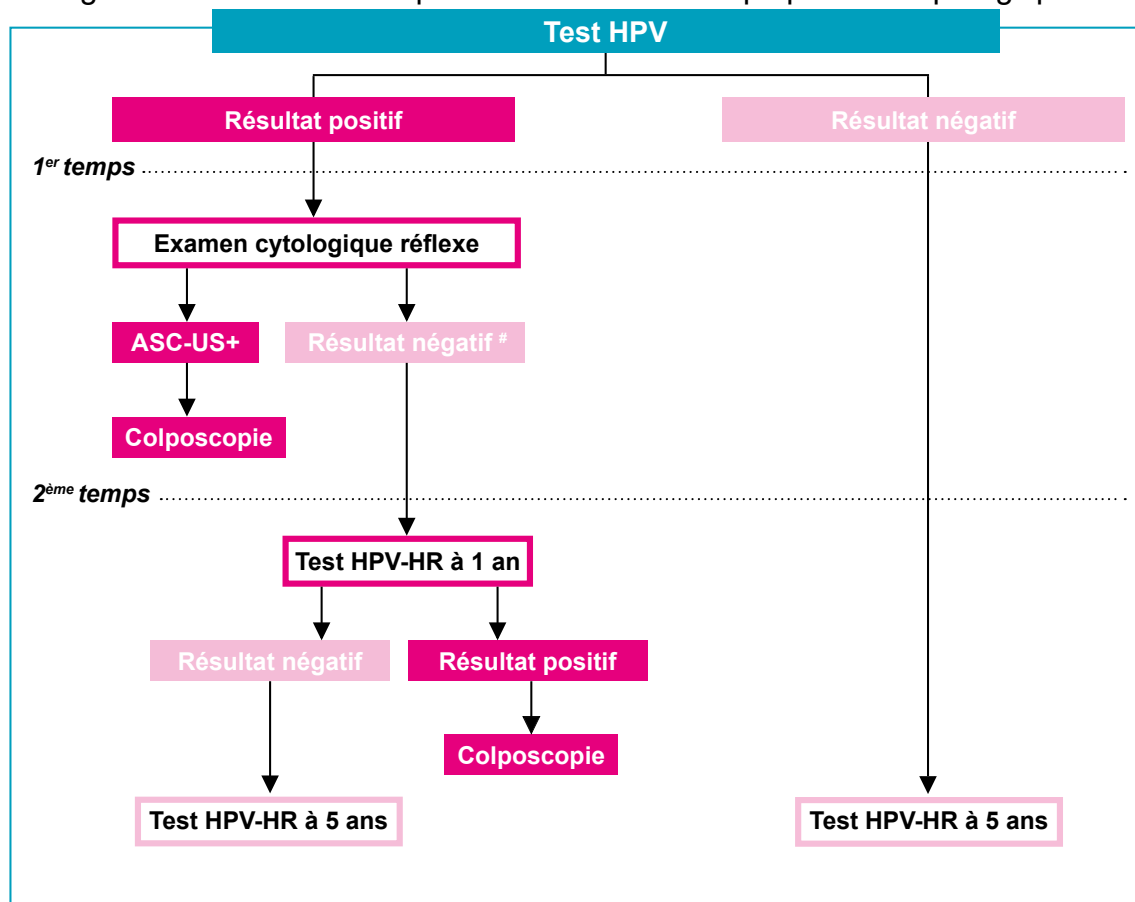 Test HPV
Résultat positif
Résultat négatif
1er temps
Examen cytologique réflexe
ASC-US+
Résultat négatif #
Colposcopie
2ème temps
Test HPV-HR à 1 an
Résultat négatif
Résultat positif
Colposcopie
Test HPV-HR à 5 ans
Test HPV-HR à 5 ans